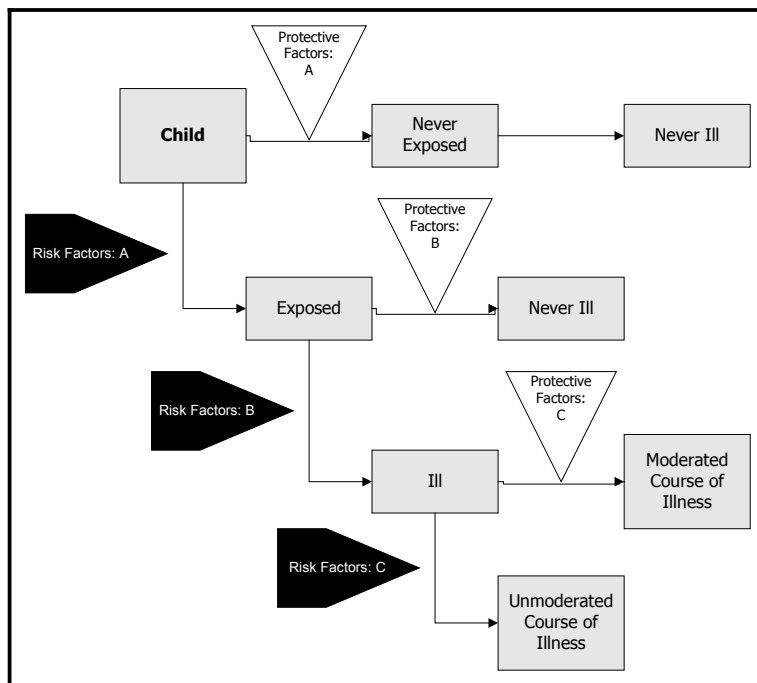 Protective
Factors:
A
Child
Never
Exposed
Never Ill
Risk Factors: A
Protective
Factors:
B
Exposed
Never Ill
Risk Factors: B
Protective
Factors:
C
Ill
Moderated
Course of
Illness
Risk Factors: C
Unmoderated
Course of
Illness